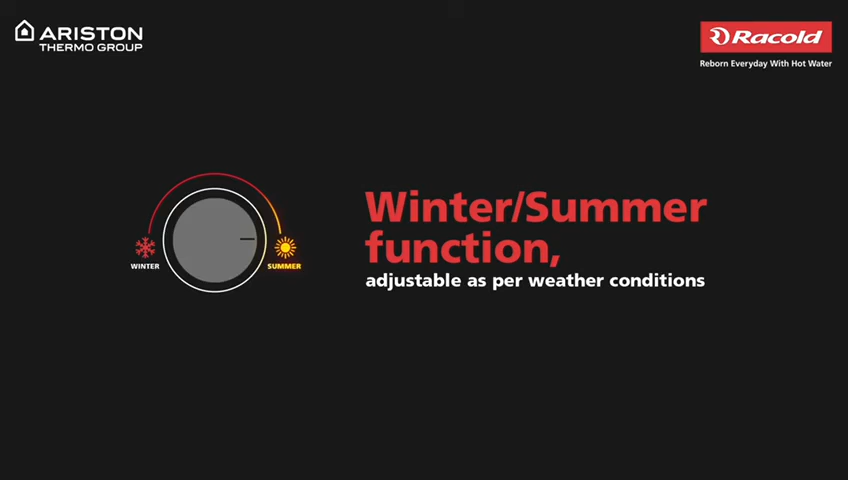 ARISTON
THERMO GROUP
Racold
Reborn Everyday With Hot Water
Winter/Summer
function,
adjustable as per weather conditions
WINTER
SUMMER